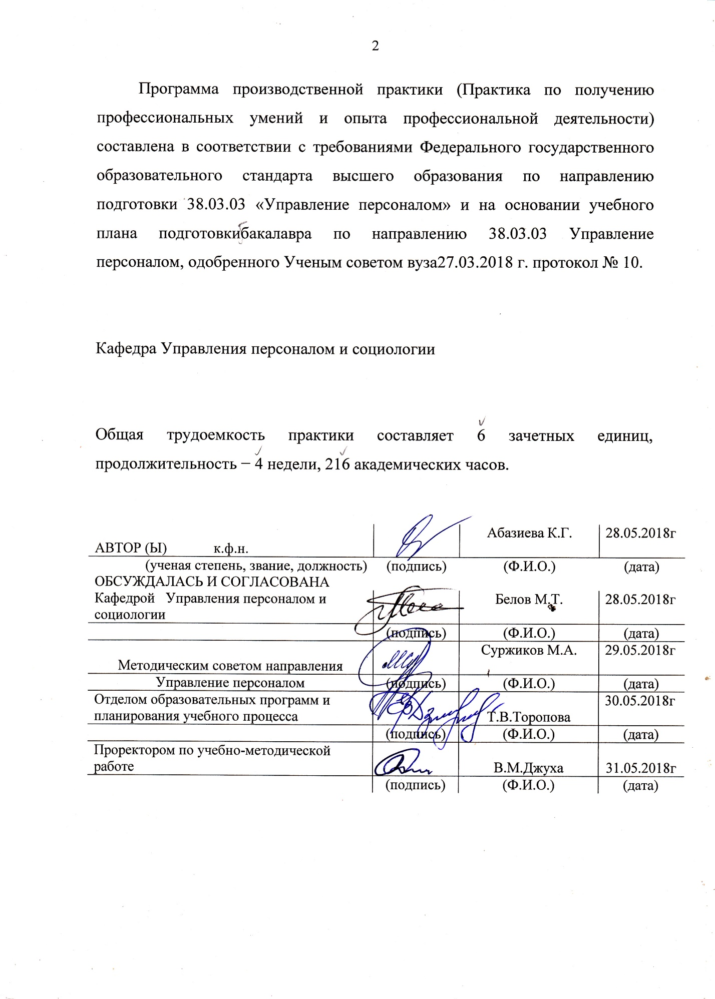 2
Программа производственной практики (Практика по получению
профессиональных умений и опыта профессиональной деятельности)
составлена в соответствии с требованиями Федерального государственного
образовательного стандарта высшего образования по направлению
подготовки 38.03.03 «Управление персоналом» и на основании учебного
плана подготовкибакалавра по направлению 38.03.03 Управление
персоналом, одобренного Ученым советом вуза27.03.2018 г. протокол № 10.
Кафедра Управления персоналом и социологии
Общая трудоемкость практики составляет 6 зачетных единиц,
продолжительность − 4 недели, 216 академических часов.
Абазиева К.Г. 28.05.2018г
АВТОР (Ы) к.ф.н.
(ученая степень, звание, должность) (подпись) (Ф.И.О.) (дата)
ОБСУЖДАЛАСЬ И СОГЛАСОВАНА
Кафедрой Управления персоналом и Белов М.Т. 28.05.2018г
социологии
(подпись) (Ф.И.О.) (дата)
Суржиков М.А. 29.05.2018г
Методическим советом направления
Управление персоналом (подпись) (Ф.И.О.) (дата)
Отделом образовательных программ и 30.05.2018г
планирования учебного процесса Т.В.Торопова
(подпись) (Ф.И.О.) (дата)
Проректором по учебно-методической
работе В.М.Джуха 31.05.2018г
(подпись) (Ф.И.О.) (дата)